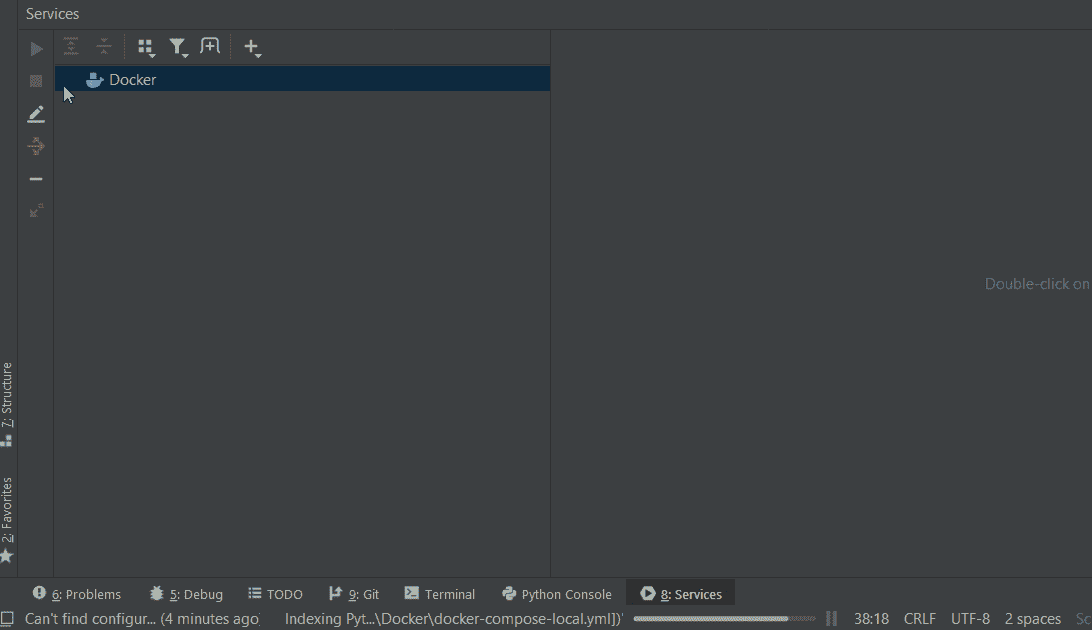 Services
Docker
Double-click on
7: Structure
2: Favorites
6: Problems 5: Debug TODO 9: Git Terminal Python Console 8: Services
Can't find configur... (4 minutes ago) Indexing Pyt...\Docker\docker-compose-local.yml])' 38:18 CRLF UTF-8 2 spaces Sc